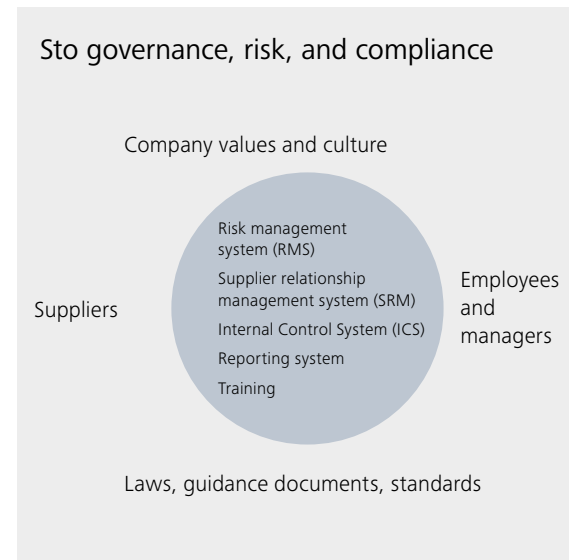 Sto governance, risk, and compliance
Company values and culture
Risk management
system (RMS)
Supplier relationship
management system (SRM)
Internal Control System (ICS)
Reporting system
Training
Suppliers
Employees
and
managers
Laws, guidance documents, standards